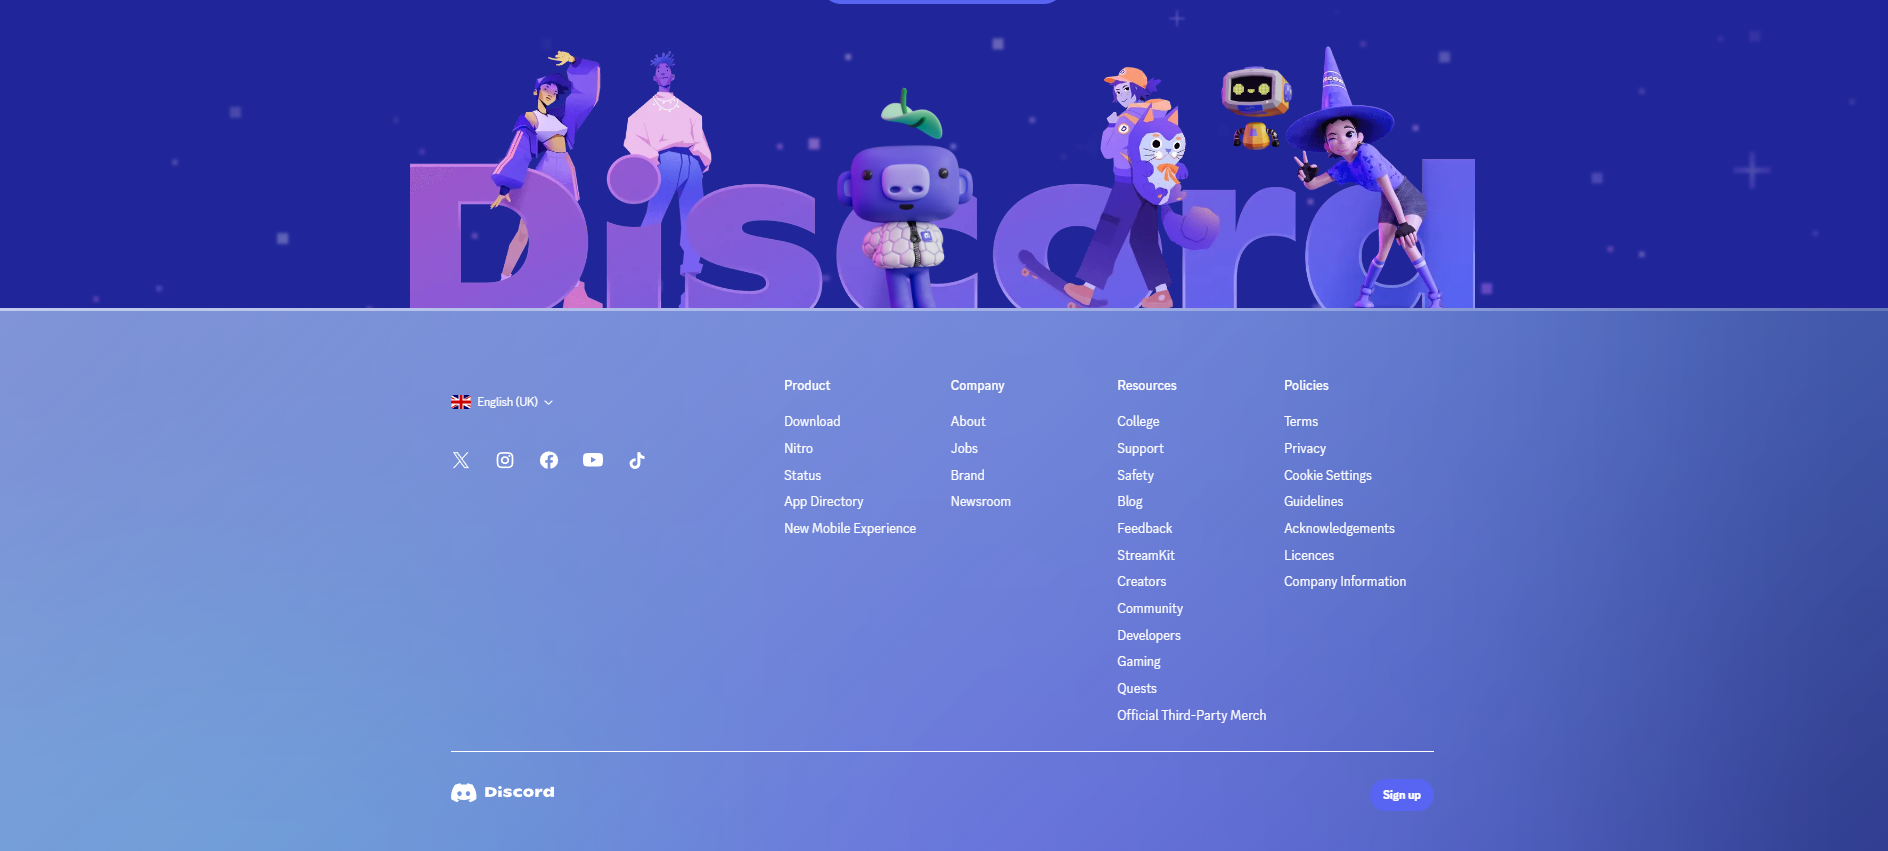 Discord
English (UK)
Product
Download
Nitro
Status
App Directory
New Mobile Experience
Company
About
Jobs
Brand
Newsroom
Resources
College
Support
Safety
Blog
Feedback
StreamKit
Creators
Community
Developers
Gaming
Quests
Official Third-Party Merch
Policies
Terms
Privacy
Cookie Settings
Guidelines
Acknowledgements
Licences
Company Information
Discord
Sign up